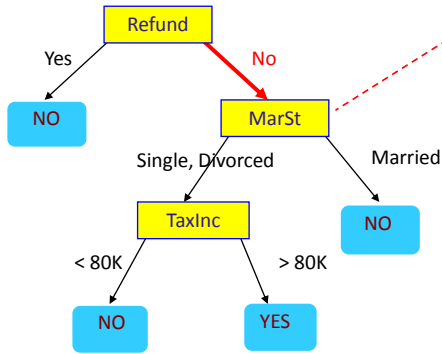 Refund
Yes
No
NO
MarSt
Single, Divorced
Married
TaxInc
NO
< 80K
> 80K
NO
YES